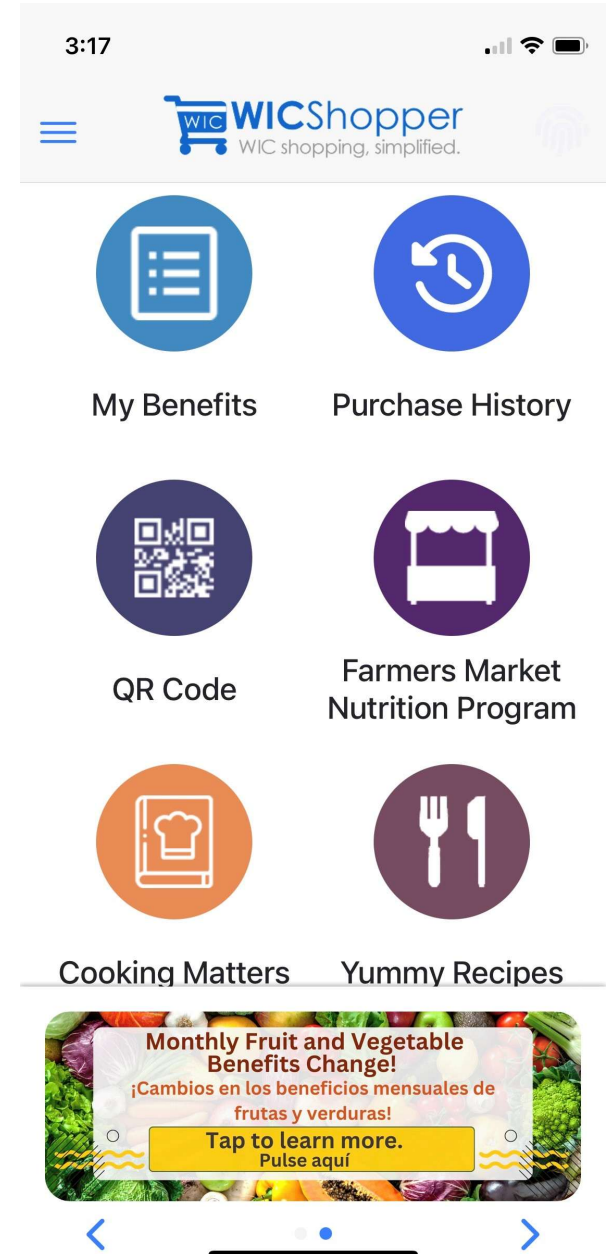 3:17
WIC WICShopper
WIC shopping, simplified.
My Benefits
Purchase History
QR Code
Farmers Market
Nutrition Program
Cooking Matters
Yummy Recipes
Monthly Fruit and Vegetable
Benefits Change!
¡Cambios en los beneficios mensuales de
frutas y verduras!
Tap to learn more.
Pulse aquí